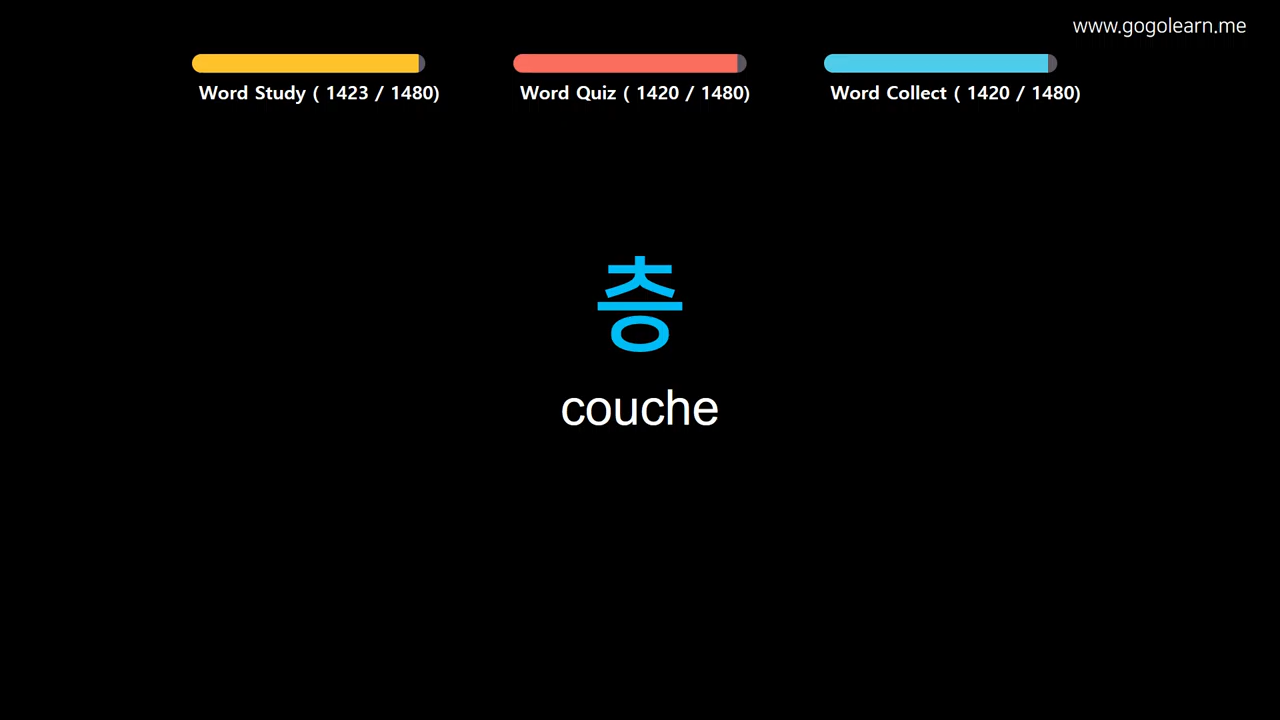 www.gogolearn.me
Word Study ( 1423 / 1480)
Word Quiz ( 1420 / 1480)
Word Collect ( 1420 / 1480)
층
couche